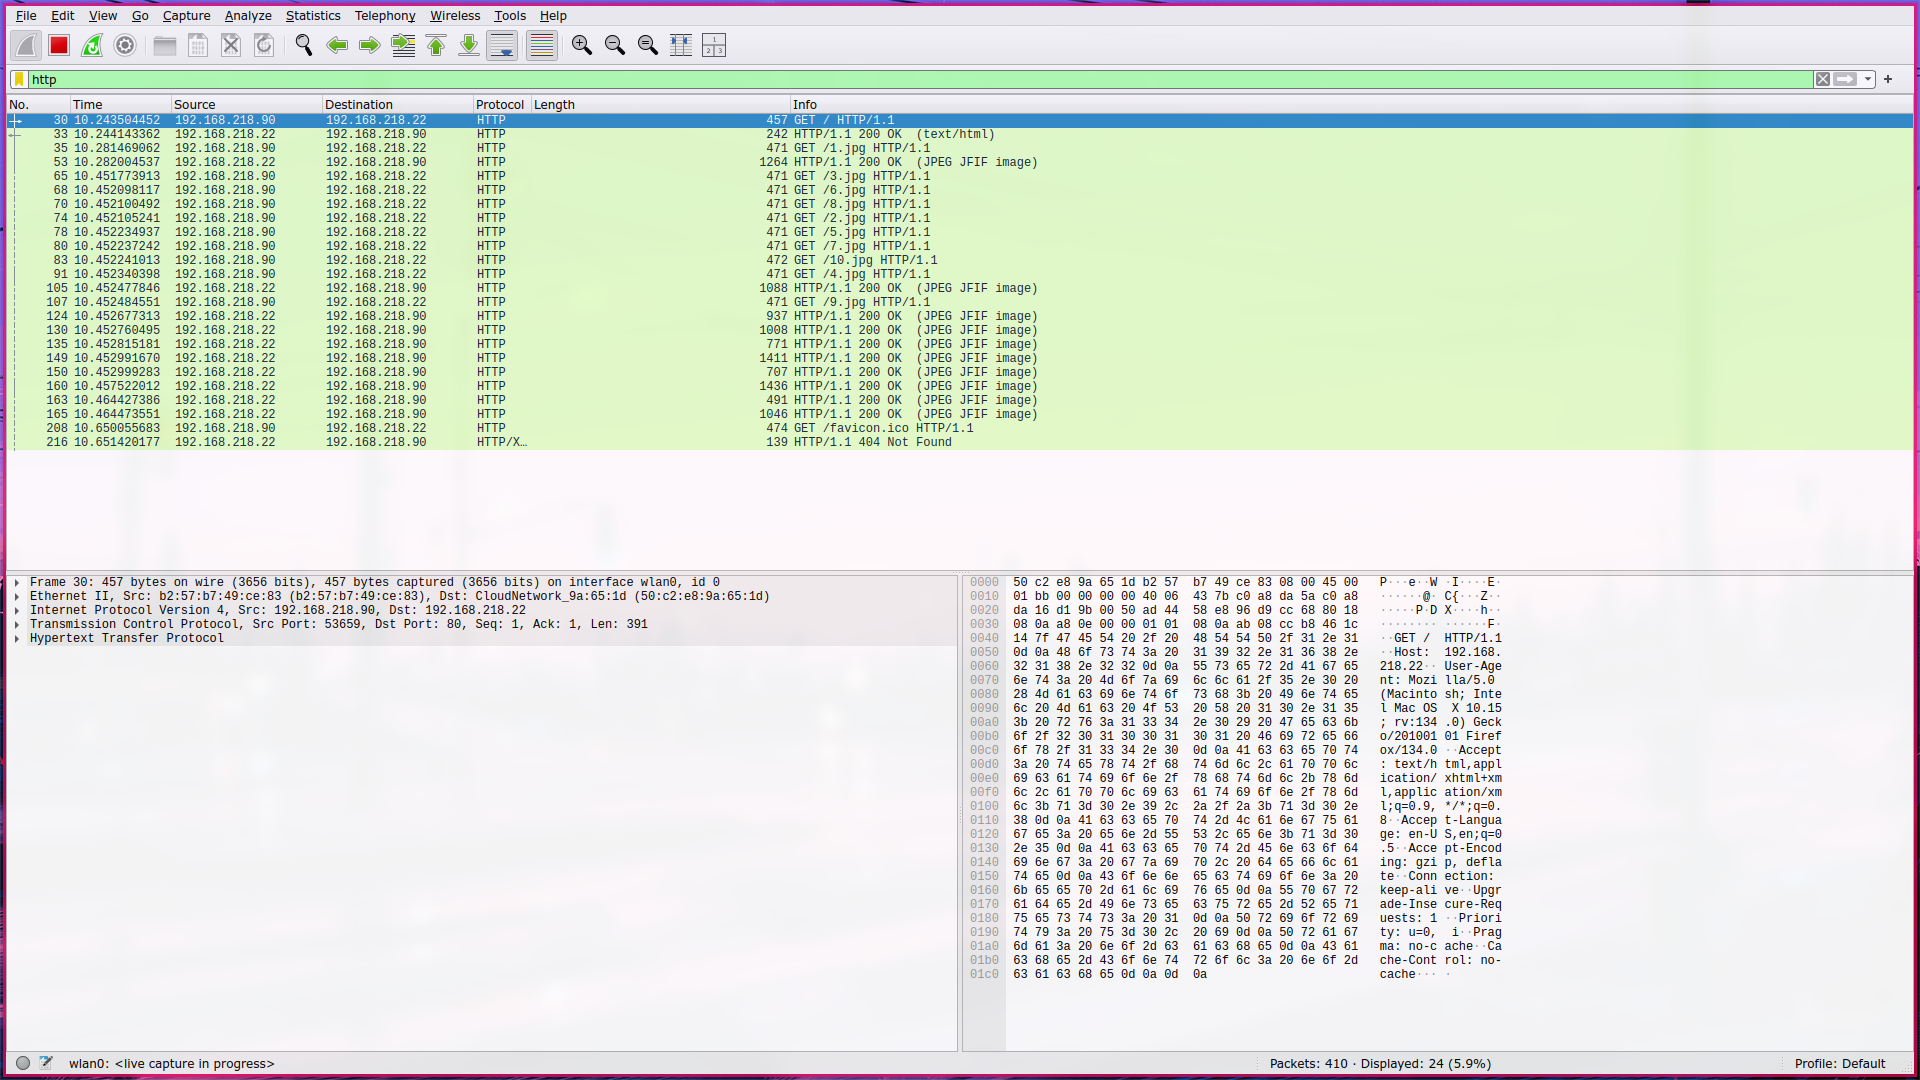 File Edit View Go Capture Analyze Statistics Telephony Wireless Tools Help
http
No. Time Source Destination Protocol Length Info
30 10.243504452 192.168.218.90 192.168.218.22 HTTP 457 GET / HTTP/1.1
33 10.244143362 192.168.218.22 192.168.218.90 HTTP 242 HTTP/1.1 200 OK (text/html)
35 10.281469062 192.168.218.90 192.168.218.22 HTTP 471 GET /1.jpg HTTP/1.1
53 10.282004537 192.168.218.22 192.168.218.90 HTTP 1264 HTTP/1.1 200 OK (JPEG JFIF image)
65 10.451773913 192.168.218.90 192.168.218.22 HTTP 471 GET /3.jpg HTTP/1.1
68 10.452098117 192.168.218.90 192.168.218.22 HTTP 471 GET /6.jpg HTTP/1.1
70 10.452100492 192.168.218.90 192.168.218.22 HTTP 471 GET /8.jpg HTTP/1.1
74 10.452105241 192.168.218.90 192.168.218.22 HTTP 471 GET /2.jpg HTTP/1.1
78 10.452234937 192.168.218.90 192.168.218.22 HTTP 471 GET /5.jpg HTTP/1.1
80 10.452237242 192.168.218.90 192.168.218.22 HTTP 471 GET /7.jpg HTTP/1.1
83 10.452241013 192.168.218.90 192.168.218.22 HTTP 472 GET /10.jpg HTTP/1.1
91 10.452340398 192.168.218.90 192.168.218.22 HTTP 471 GET /4.jpg HTTP/1.1
105 10.452477846 192.168.218.22 192.168.218.90 HTTP 1088 HTTP/1.1 200 OK (JPEG JFIF image)
107 10.452484551 192.168.218.90 192.168.218.22 HTTP 471 GET /9.jpg HTTP/1.1
124 10.452677313 192.168.218.22 192.168.218.90 HTTP 937 HTTP/1.1 200 OK (JPEG JFIF image)
130 10.452760495 192.168.218.22 192.168.218.90 HTTP 1008 HTTP/1.1 200 OK (JPEG JFIF image)
135 10.452815181 192.168.218.22 192.168.218.90 HTTP 771 HTTP/1.1 200 OK (JPEG JFIF image)
149 10.452991670 192.168.218.22 192.168.218.90 HTTP 1411 HTTP/1.1 200 OK (JPEG JFIF image)
150 10.452999283 192.168.218.22 192.168.218.90 HTTP 707 HTTP/1.1 200 OK (JPEG JFIF image)
160 10.457522012 192.168.218.22 192.168.218.90 HTTP 1436 HTTP/1.1 200 OK (JPEG JFIF image)
163 10.464427386 192.168.218.22 192.168.218.90 HTTP 491 HTTP/1.1 200 OK (JPEG JFIF image)
165 10.464473551 192.168.218.22 192.168.218.90 HTTP 1046 HTTP/1.1 200 OK (JPEG JFIF image)
208 10.650055683 192.168.218.90 192.168.218.22 HTTP 474 GET /favicon.ico HTTP/1.1
216 10.651420177 192.168.218.22 192.168.218.90 HTTP/X… 139 HTTP/1.1 404 Not Found
Frame 30: 457 bytes on wire (3656 bits), 457 bytes captured (3656 bits) on interface wlan0, id 0
Ethernet II, Src: b2:57:b7:49:ce:83 (b2:57:b7:49:ce:83), Dst: CloudNetwork_9a:65:1d (50:c2:e8:9a:65:1d)
Internet Protocol Version 4, Src: 192.168.218.90, Dst: 192.168.218.22
Transmission Control Protocol, Src Port: 53659, Dst Port: 80, Seq: 1, Ack: 1, Len: 391
Hypertext Transfer Protocol
0000 50 c2 e8 9a 65 1d b2 57 b7 49 ce 83 08 00 45 00 P···e··W ·I····E·
0010 01 bb 00 00 00 00 40 06 43 7b c0 a8 da 5a c0 a8 ······@· C{···Z··
0020 da 16 d1 9b 00 50 ad 44 58 e8 96 d9 cc 68 80 18 ·····P·D X····h··
0030 08 0a a8 0e 00 00 01 01 08 0a ab 08 cc b8 46 1c ········ ······F·
0040 14 7f 47 45 54 20 2f 20 48 54 54 50 2f 31 2e 31 ··GET / HTTP/1.1
0050 0d 0a 48 6f 73 74 3a 20 31 39 32 2e 31 36 38 2e ··Host: 192.168.
0060 32 31 38 2e 32 32 0d 0a 55 73 65 72 2d 41 67 65 218.22·· User-Age
0070 6e 74 3a 20 4d 6f 7a 69 6c 6c 61 2f 35 2e 30 20 nt: Mozi lla/5.0
0080 28 4d 61 63 69 6e 74 6f 73 68 3b 20 49 6e 74 65 (Macinto sh; Inte
0090 6c 20 4d 61 63 20 4f 53 20 58 20 31 30 2e 31 35 l Mac OS X 10.15
00a0 3b 20 72 76 3a 31 33 34 2e 30 29 20 47 65 63 6b ; rv:134 .0) Geck
00b0 6f 2f 32 30 31 30 30 31 30 31 20 46 69 72 65 66 o/201001 01 Firef
00c0 6f 78 2f 31 33 34 2e 30 0d 0a 41 63 63 65 70 74 ox/134.0 ··Accept
00d0 3a 20 74 65 78 74 2f 68 74 6d 6c 2c 61 70 70 6c : text/h tml,appl
00e0 69 63 61 74 69 6f 6e 2f 78 68 74 6d 6c 2b 78 6d ication/ xhtml+xm
00f0 6c 2c 61 70 70 6c 69 63 61 74 69 6f 6e 2f 78 6d l,applic ation/xm
0100 6c 3b 71 3d 30 2e 39 2c 2a 2f 2a 3b 71 3d 30 2e l;q=0.9, */*;q=0.
0110 38 0d 0a 41 63 63 65 70 74 2d 4c 61 6e 67 75 61 8··Accep t-Langua
0120 67 65 3a 20 65 6e 2d 55 53 2c 65 6e 3b 71 3d 30 ge: en-U S,en;q=0
0130 2e 35 0d 0a 41 63 63 65 70 74 2d 45 6e 63 6f 64 .5··Acce pt-Encod
0140 69 6e 67 3a 20 67 7a 69 70 2c 20 64 65 66 6c 61 ing: gzi p, defla
0150 74 65 0d 0a 43 6f 6e 6e 65 63 74 69 6f 6e 3a 20 te··Conn ection:
0160 6b 65 65 70 2d 61 6c 69 76 65 0d 0a 55 70 67 72 keep-ali ve··Upgr
0170 61 64 65 2d 49 6e 73 65 63 75 72 65 2d 52 65 71 ade-Inse cure-Req
0180 75 65 73 74 73 3a 20 31 0d 0a 50 72 69 6f 72 69 uests: 1 ··Priori
0190 74 79 3a 20 75 3d 30 2c 20 69 0d 0a 50 72 61 67 ty: u=0, i··Prag
01a0 6d 61 3a 20 6e 6f 2d 63 61 63 68 65 0d 0a 43 61 ma: no-c ache··Ca
01b0 63 68 65 2d 43 6f 6e 74 72 6f 6c 3a 20 6e 6f 2d che-Cont rol: no-
01c0 63 61 63 68 65 0d 0a 0d 0a cache··· ·
wlan0: <live capture in progress> Packets: 410 · Displayed: 24 (5.9%) Profile: Default